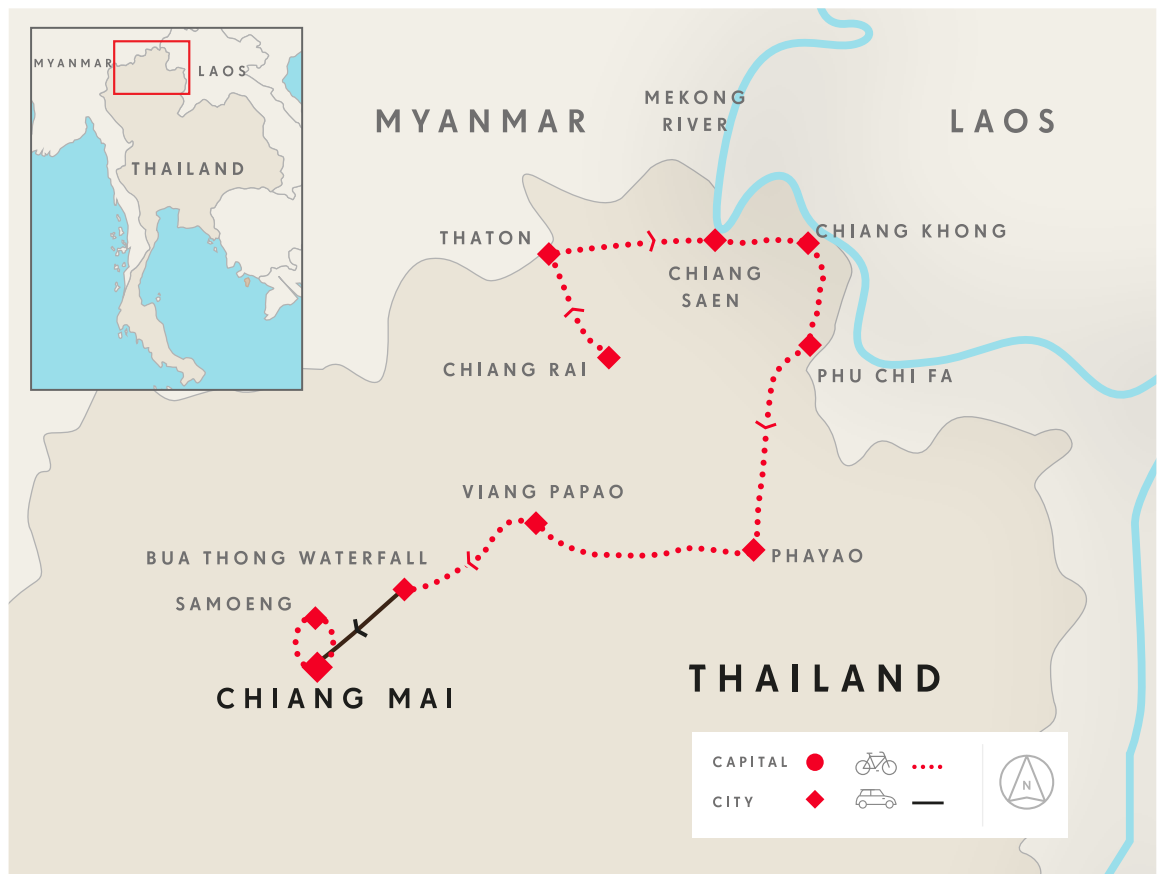 MYANMAR
LAOS
THAILAND
MYANMAR
MEKONG
RIVER
LAOS
THATON
CHIANG KHONG
CHIANG
SAEN
CHIANG RAI
PHU CHI FA
VIANG PAPAO
BUA THONG WATERFALL
PHAYAO
SAMOENG
CHIANG MAI
THAILAND
CAPITAL
CITY
N